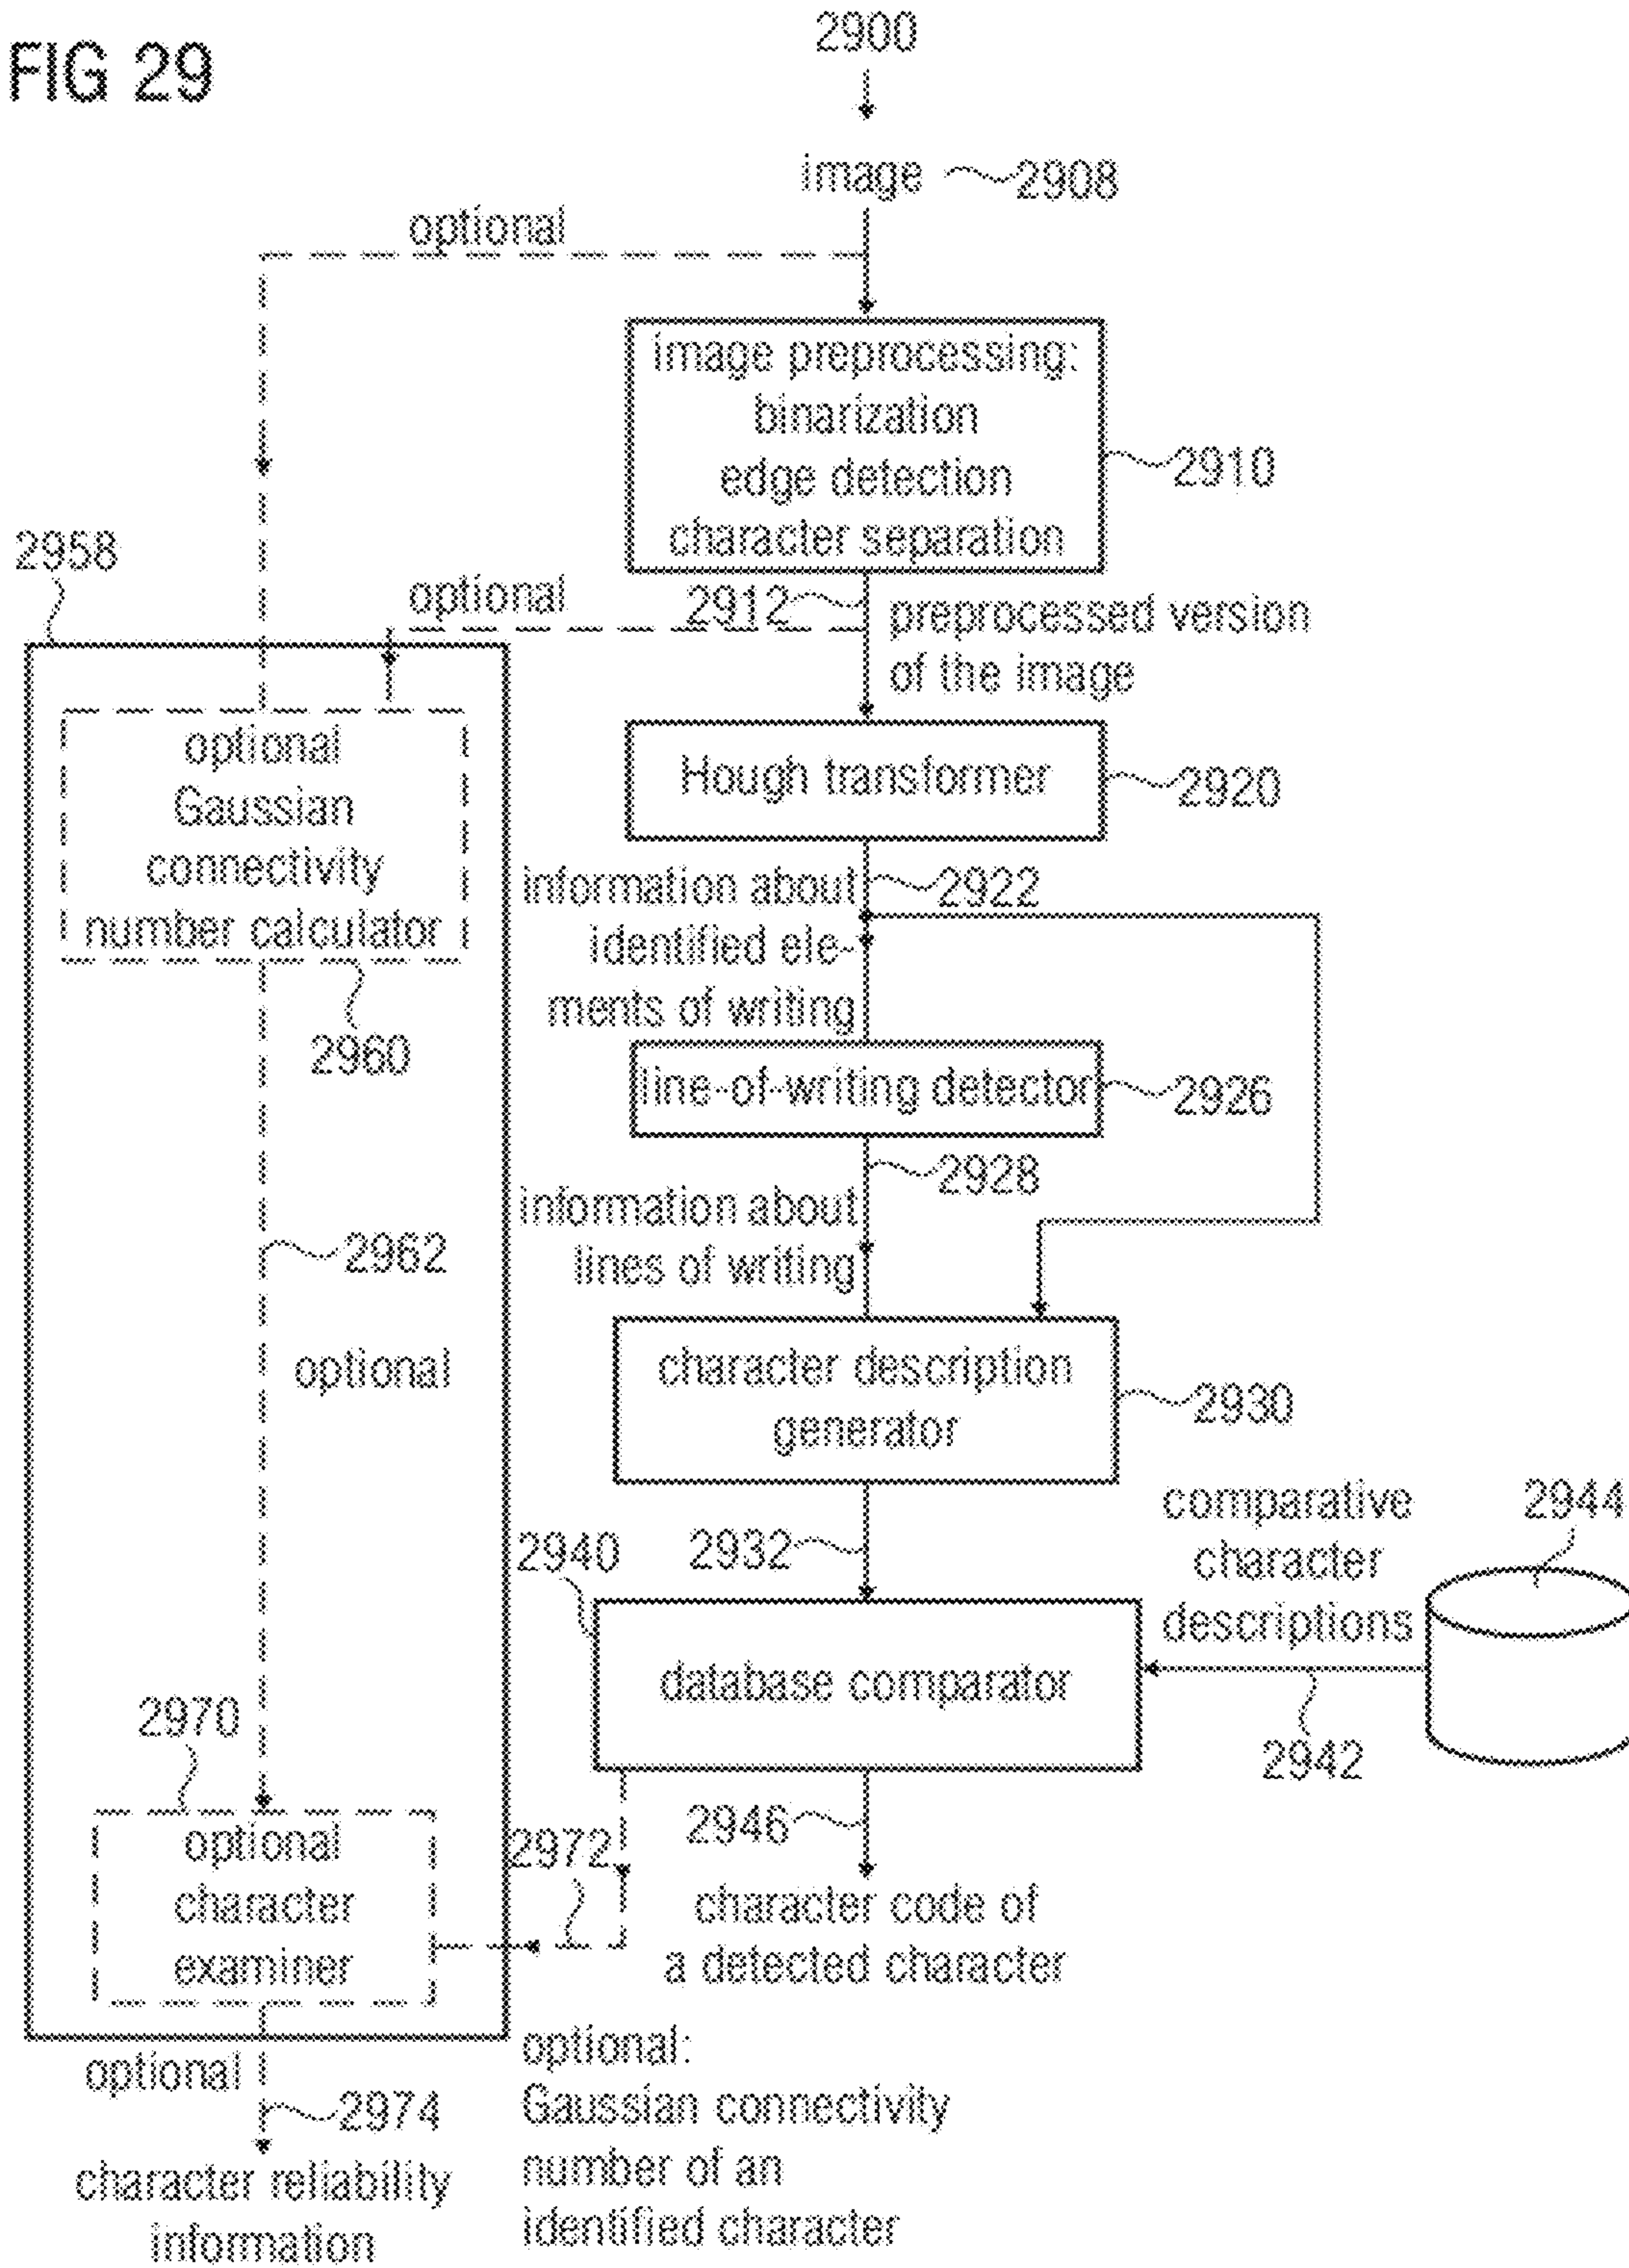 FIG 29
2900
image 2908
optional
image preprocessing:
binarization
edge detection
character separation
2910
2958
optional
2912
preprocessed version
of the image
optional
Gaussian
connectivity
number calculator
2960
Hough transformer
2920
information about
identified ele-
ments of writing
2922
line-of-writing detector
2926
2928
information about
lines of writing
2962
optional
character description
generator
2930
2932
2940
comparative
character
descriptions
2944
database comparator
2942
2970
optional
character
examiner
2972
2946
character code of
a detected character
optional
2974
character reliability
information
optional:
Gaussian connectivity
number of an
identified character